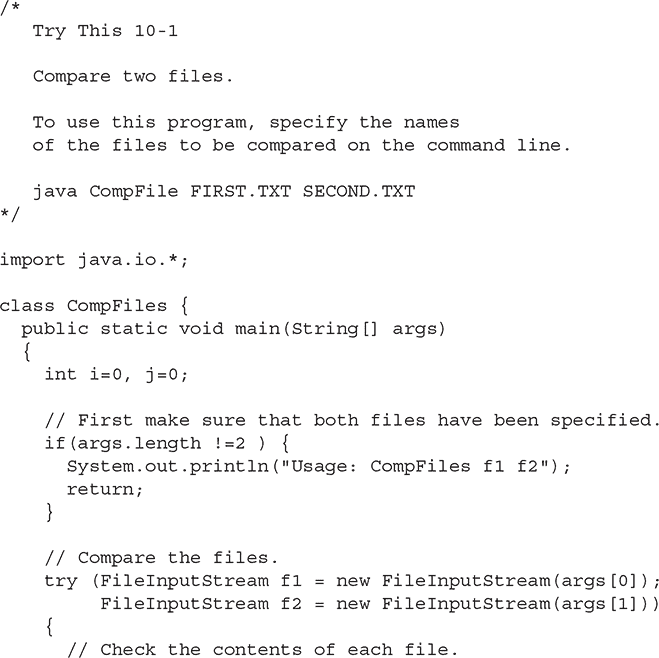 /*
Try This 10-1
Compare two files.
To use this program, specify the names
of the files to be compared on the command line.
java CompFile FIRST.TXT SECOND.TXT
*/
import java.io.*;
class CompFiles {
public static void main(String[] args)
{
int i=0, j=0;
// First make sure that both files have been specified.
if(args.length !=2 ) {
System.out.println("Usage: CompFiles f1 f2");
return;
}
// Compare the files.
try (FileInputStream f1 = new FileInputStream(args[0]);
FileInputStream f2 = new FileInputStream(args[1]))
{
// Check the contents of each file.